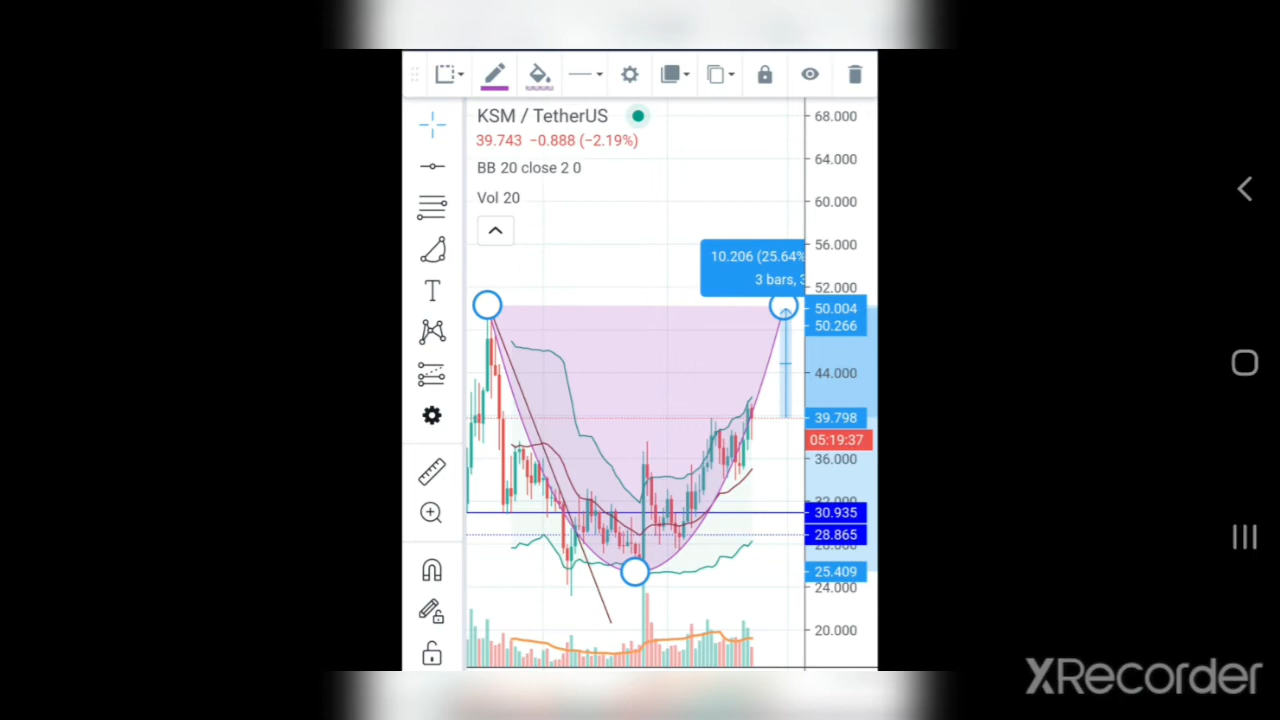 KSM / TetherUS
39.743 −0.888 (−2.19%)
BB 20 close 2 0
Vol 20
10.206 (25.64%
3 bars, 3
T
68.000
64.000
60.000
56.000
52.000
50.004
50.266
44.000
39.798
05:19:37
36.000
30.935
28.865
25.409
24.000
20.000
XRecorder